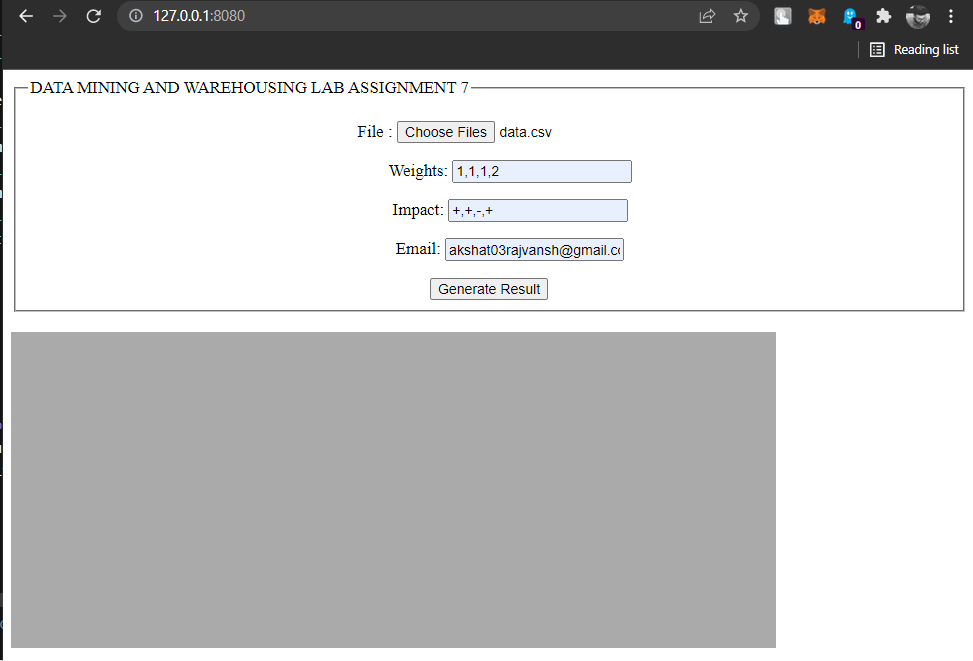 127.0.0.1:8080
0
Reading list
DATA MINING AND WAREHOUSING LAB ASSIGNMENT 7
File : Choose Files data.csv
Weights: 1,1,1,2
Impact: +,+,-,+
Email: akshat03rajvansh@gmail.c
Generate Result